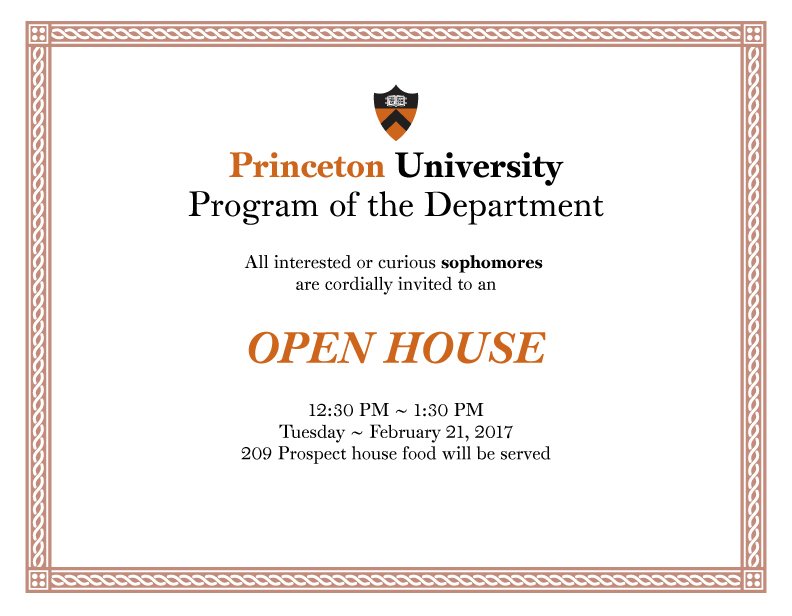 Princeton University
Program of the Department
All interested or curious sophomores
are cordially invited to an
OPEN HOUSE
12:30 PM ~ 1:30 PM
Tuesday ~ February 21, 2017
209 Prospect house food will be served